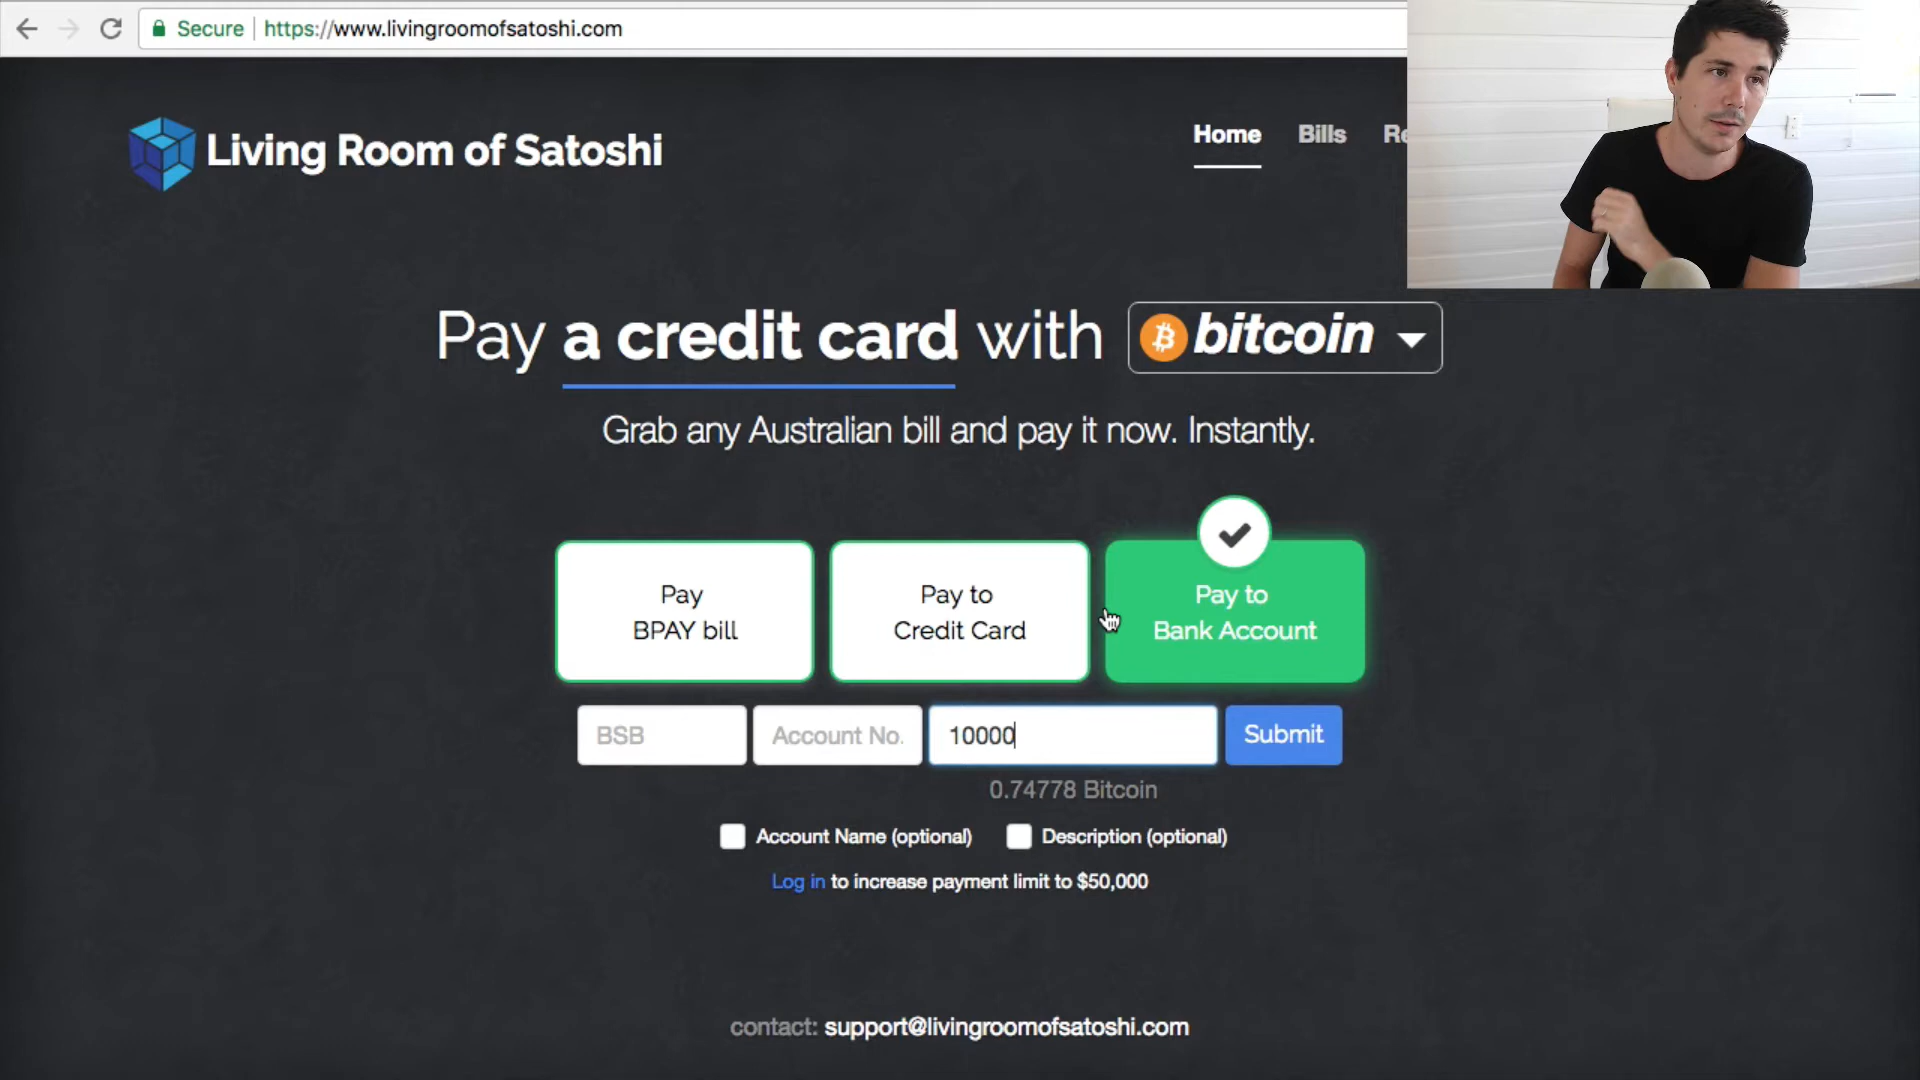 Secure https://www.livingroomofsatoshi.com
Living Room of Satoshi
Home Bills Re
Pay a credit card with bitcoin
Grab any Australian bill and pay it now. Instantly.
Pay
BPAY bill
Pay to
Credit Card
Pay to
Bank Account
BSB Account No. 10000 Submit
0.74778 Bitcoin
Account Name (optional) Description (optional)
Log in to increase payment limit to $50,000
contact: support@livingroomofsatoshi.com